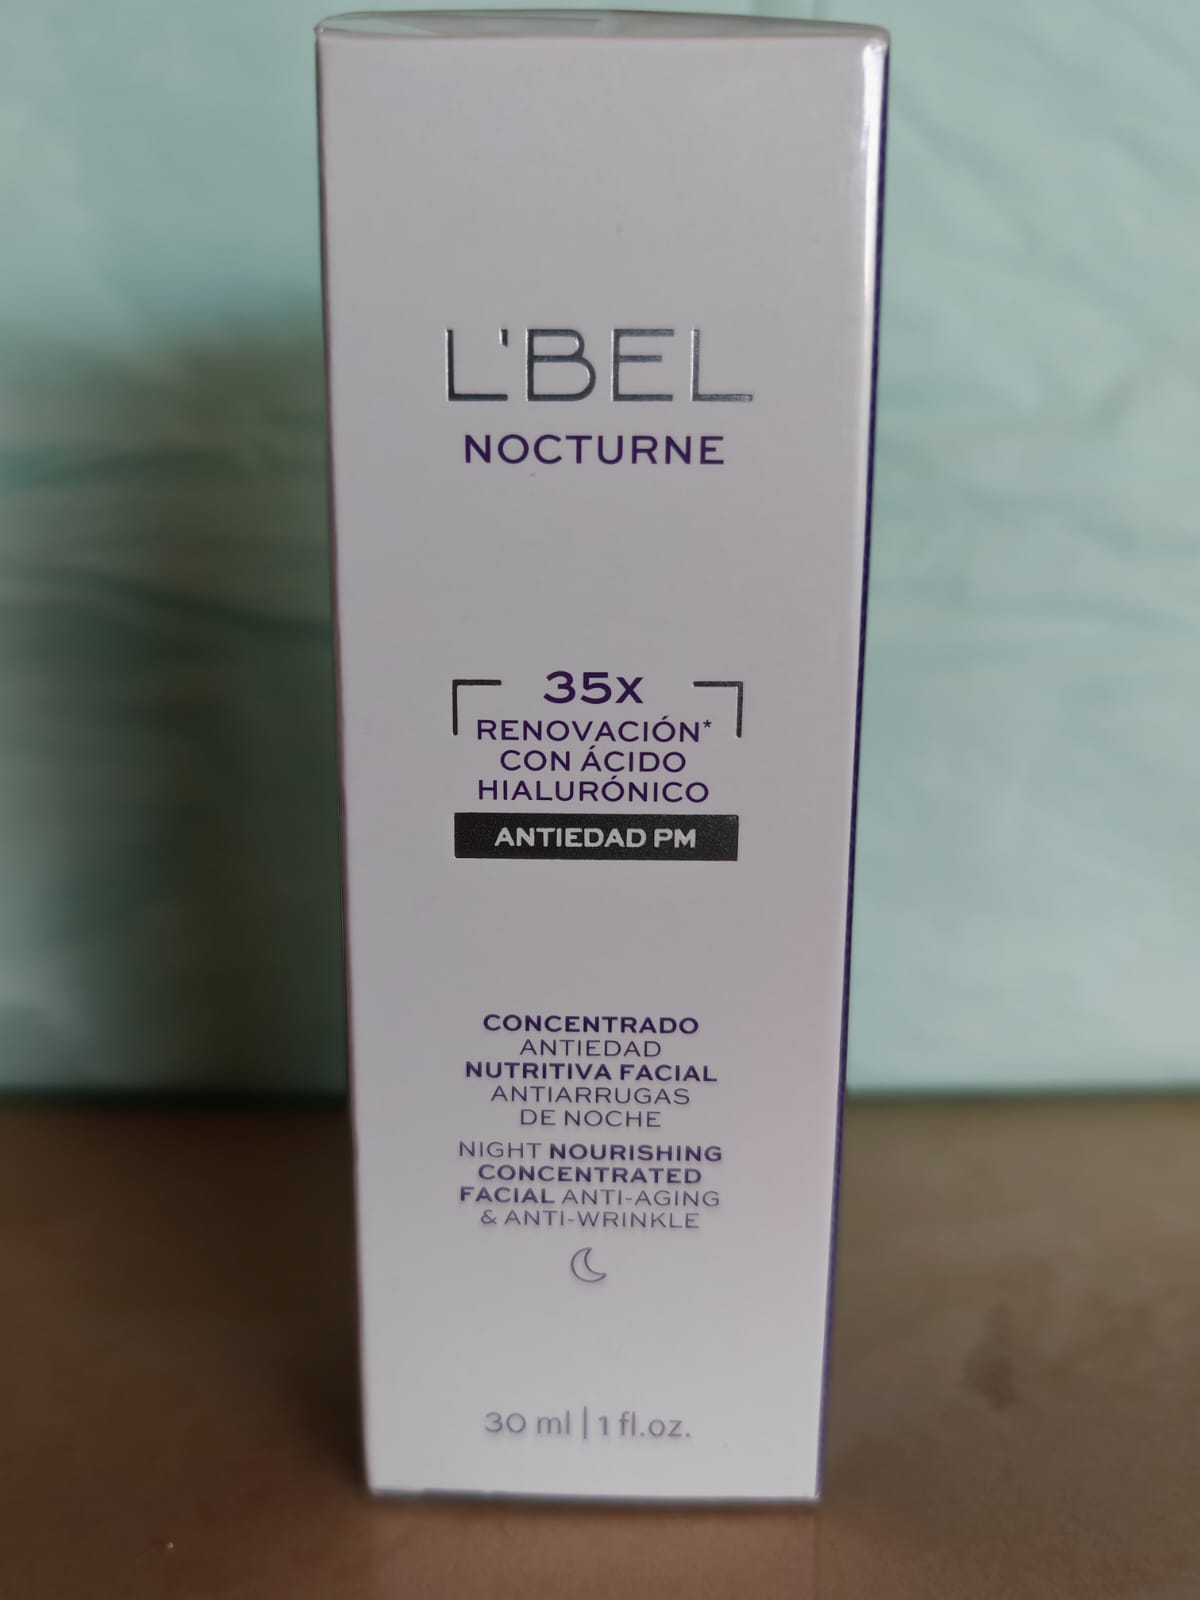 L'BEL
NOCTURNE
35x
RENOVACIÓN*
CON ÁCIDO
HIALURÓNICO
ANTIEDAD PM
CONCENTRADO
ANTIEDAD
NUTRITIVA FACIAL
ANTIARRUGAS
DE NOCHE
NIGHT NOURISHING
CONCENTRATED
FACIAL ANTI-AGING
& ANTI-WRINKLE
30 ml | 1 fl.oz.